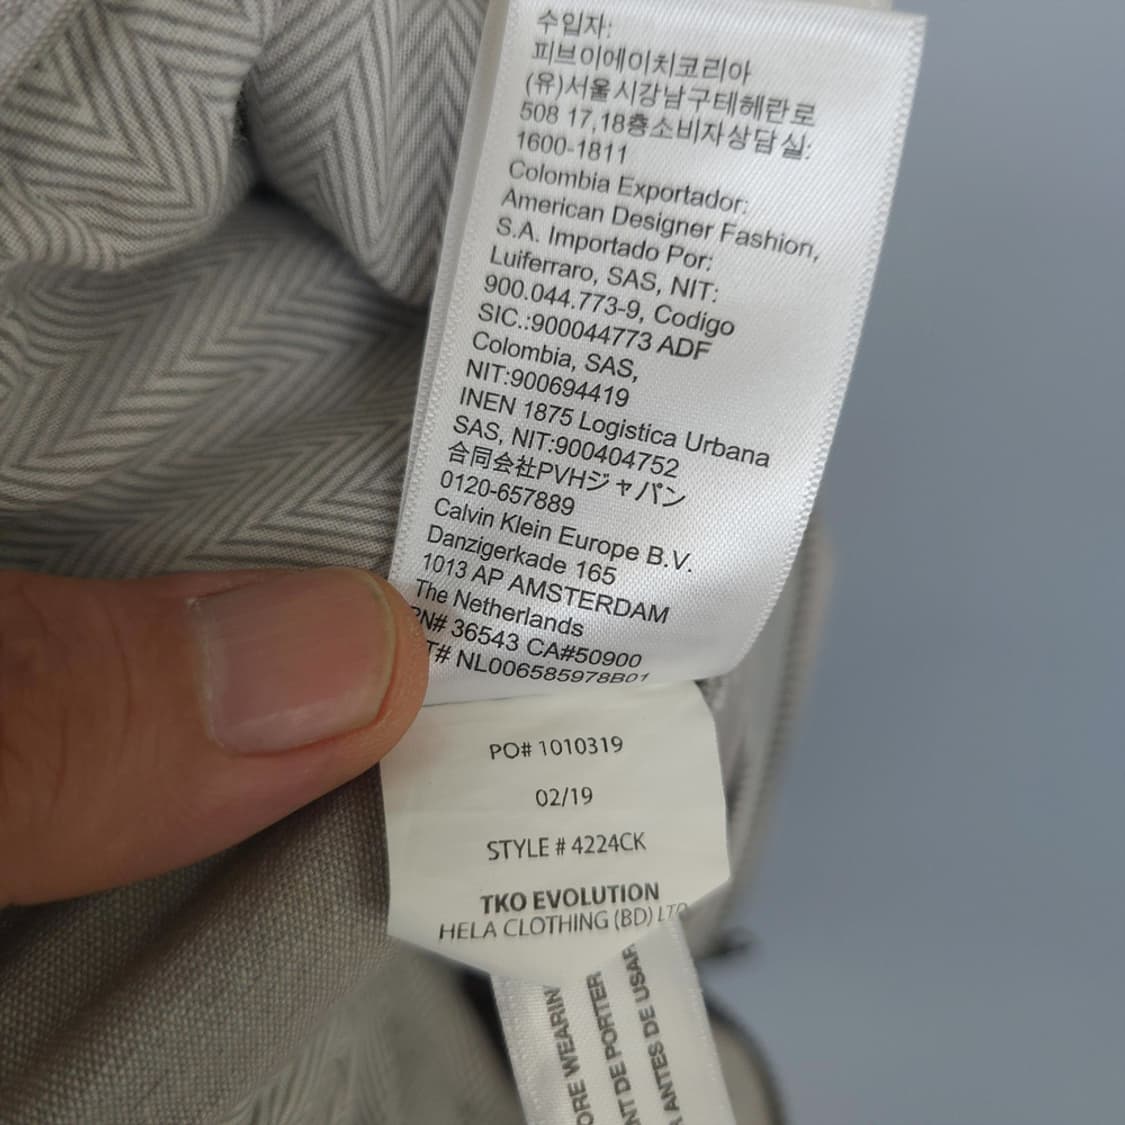 수입자:
피브이에이치코리아
(유)서울시강남구테헤란로
508 17,18층소비자상담실:
1600-1811
Colombia Exportador:
American Designer Fashion,
S.A. Importado Por:
Luiferraro, SAS, NIT:
900.044.773-9, Codigo
SIC.:900044773 ADF
Colombia, SAS,
NIT:900694419
INEN 1875 Logistica Urbana
SAS, NIT:900404752
合同会社PVHジャパン
0120-657889
Calvin Klein Europe B.V.
Danzigerkade 165
1013 AP AMSTERDAM
The Netherlands
RN# 36543 CA#50900
T# NL006585978B01
PO# 1010319
02/19
STYLE # 4224CK
TKO EVOLUTION
HELA CLOTHING (BD) LTD
ORE WEARIN
NT DE PORTER
R ANTES DE USAR